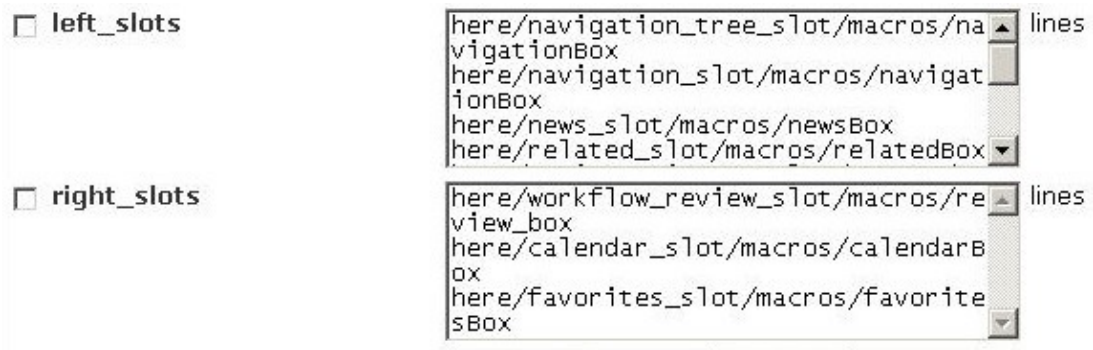 left_slots
here/navigation_tree_slot/macros/na
vigationBox
here/navigation_slot/macros/navigat
ionBox
here/news_slot/macros/newsBox
here/related_slot/macros/relatedBox
lines
right_slots
here/workflow_review_slot/macros/re
view_box
here/calendar_slot/macros/calendarB
ox
here/favorites_slot/macros/favorite
sBox
lines